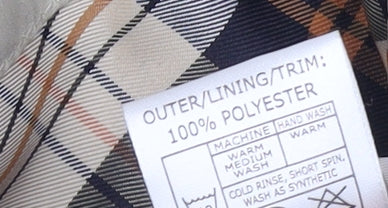 OUTER/LINING/TRIM:
100% POLYESTER
MACHINE
HAND WASH
WARM
MEDIUM
WASH
WARM
COLD RINSE, SHORT SPIN.
WASH AS SYNTHETIC